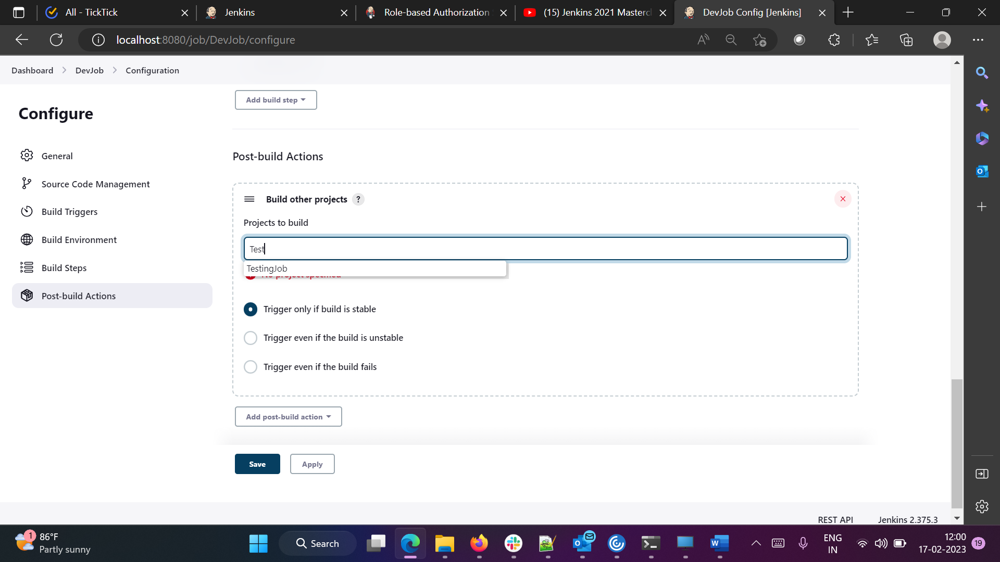 All - TickTick
Jenkins
Role-based Authorization
(15) Jenkins 2021 Mastercl
DevJob Config [Jenkins]
localhost:8080/job/DevJob/configure
Dashboard > DevJob > Configuration
Configure
General
Source Code Management
Build Triggers
Build Environment
Build Steps
Post-build Actions
Add build step
Post-build Actions
Build other projects ?
Projects to build
Test
TestingJob
No project specified
Trigger only if build is stable
Trigger even if the build is unstable
Trigger even if the build fails
Add post-build action
Save
Apply
REST API
Jenkins 2.375.3
1
86°F
Partly sunny
Search
ENG
IN
12:00
17-02-2023
19